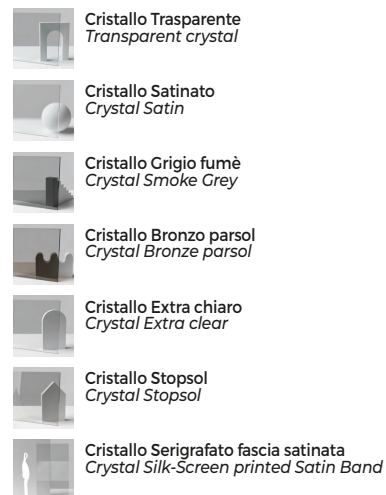 Cristallo Trasparente
Transparent crystal
Cristallo Satinato
Crystal Satin
Cristallo Grigio fumè
Crystal Smoke Grey
Cristallo Bronzo parsol
Crystal Bronze parsol
Cristallo Extra chiaro
Crystal Extra clear
Cristallo Stopsol
Crystal Stopsol
Cristallo Serigrafato fascia satinata
Crystal Silk-Screen printed Satin Band